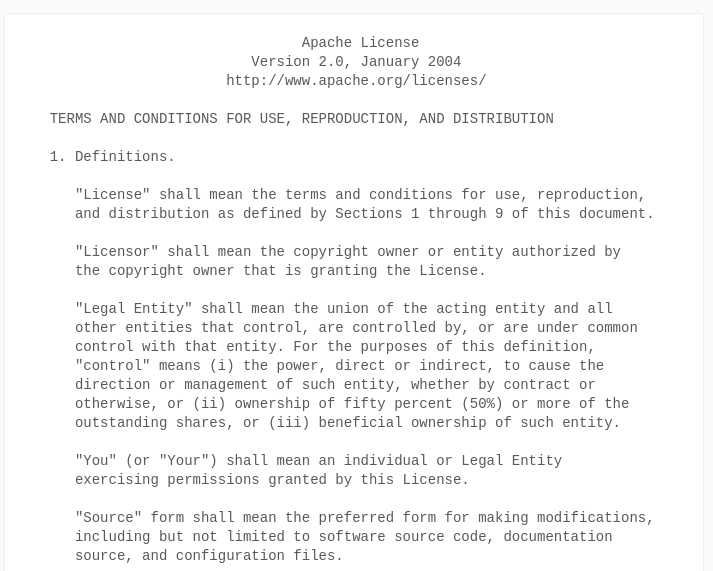 Apache License
Version 2.0, January 2004
http://www.apache.org/licenses/
TERMS AND CONDITIONS FOR USE, REPRODUCTION, AND DISTRIBUTION
1. Definitions.
"License" shall mean the terms and conditions for use, reproduction,
and distribution as defined by Sections 1 through 9 of this document.
"Licensor" shall mean the copyright owner or entity authorized by
the copyright owner that is granting the License.
"Legal Entity" shall mean the union of the acting entity and all
other entities that control, are controlled by, or are under common
control with that entity. For the purposes of this definition,
"control" means (i) the power, direct or indirect, to cause the
direction or management of such entity, whether by contract or
otherwise, or (ii) ownership of fifty percent (50%) or more of the
outstanding shares, or (iii) beneficial ownership of such entity.
"You" (or "Your") shall mean an individual or Legal Entity
exercising permissions granted by this License.
"Source" form shall mean the preferred form for making modifications,
including but not limited to software source code, documentation
source, and configuration files.